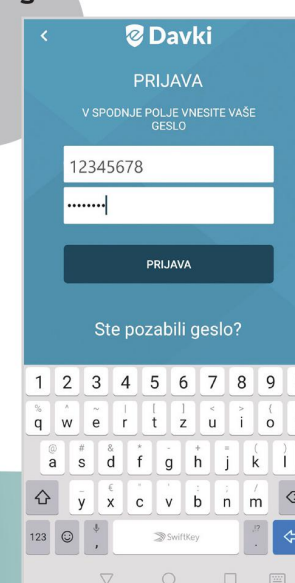 Davki
PRIJAVA
V SPODNJE POLJE VNESITE VAŠE
GESLO
12345678
••••••••
PRIJAVA
Ste pozabili geslo?
1 2 3 4 5 6 7 8 9
q w e r t z u i o
a s d f g h j k l
y x c v b n m
123 , SwiftKey .